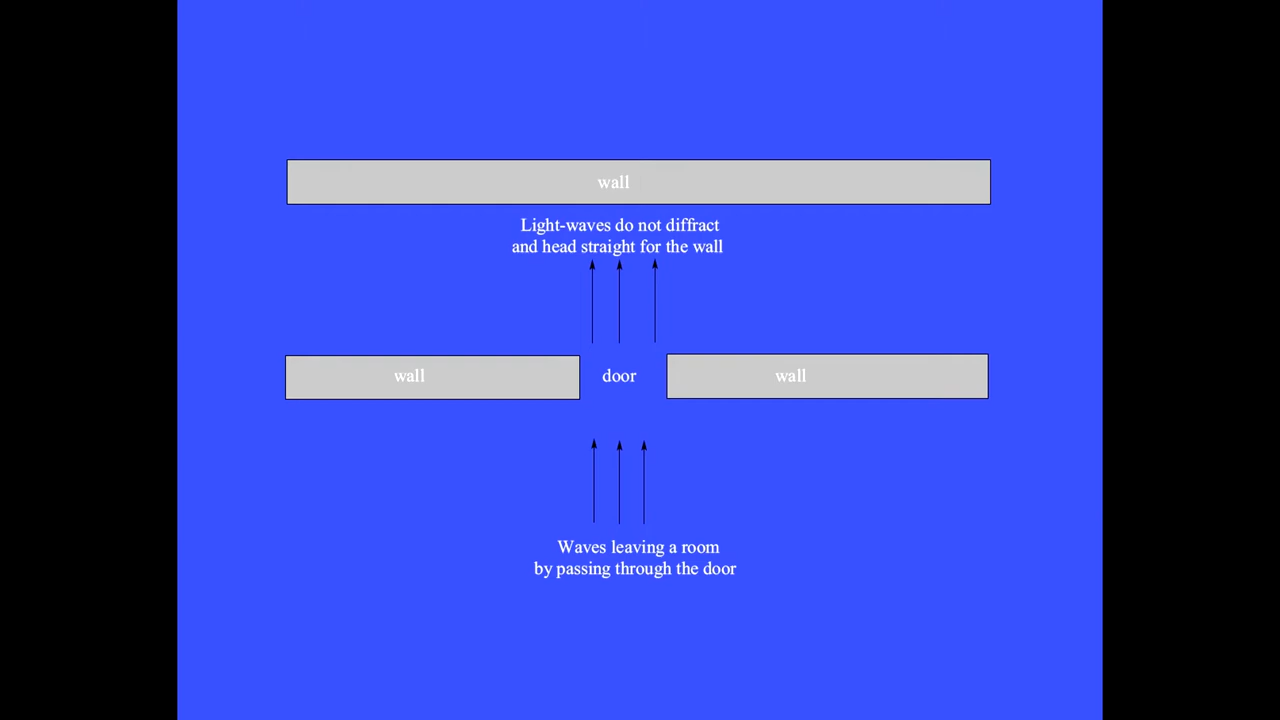 wall
Light-waves do not diffract
and head straight for the wall
wall
door
wall
Waves leaving a room
by passing through the door